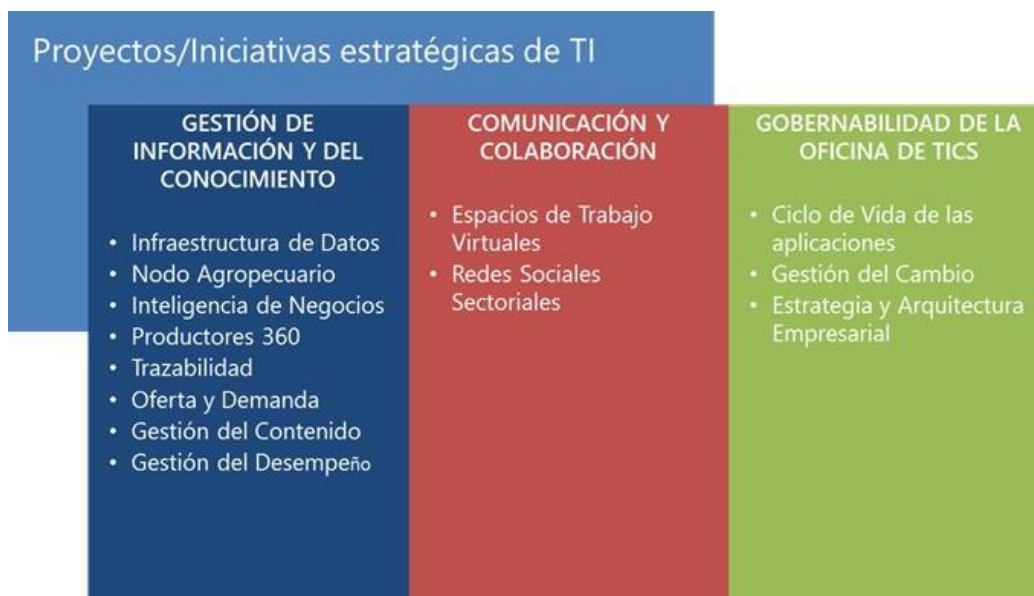 Proyectos/Iniciativas estratégicas de TI
GESTIÓN DE
INFORMACIÓN Y DEL
CONOCIMIENTO
• Infraestructura de Datos
• Nodo Agropecuario
• Inteligencia de Negocios
• Productores 360
• Trazabilidad
• Oferta y Demanda
• Gestión del Contenido
• Gestión del Desempeño
COMUNICACIÓN Y
COLABORACIÓN
• Espacios de Trabajo
Virtuales
• Redes Sociales
Sectoriales
GOBERNABILIDAD DE LA
OFICINA DE TICS
• Ciclo de Vida de las
aplicaciones
• Gestión del Cambio
• Estrategia y Arquitectura
Empresarial